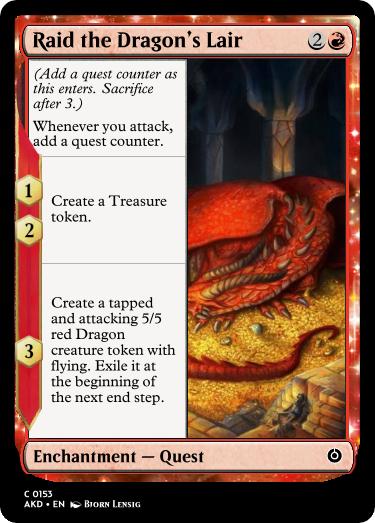 Raid the Dragon's Lair
2
(Add a quest counter as
this enters. Sacrifice
after 3.)
Whenever you attack,
add a quest counter.
1
2
Create a Treasure
token.
3
Create a tapped
and attacking 5/5
red Dragon
creature token with
flying. Exile it at
the beginning of
the next end step.
Enchantment — Quest
C 0153
AKD • EN Bjorn Lensig